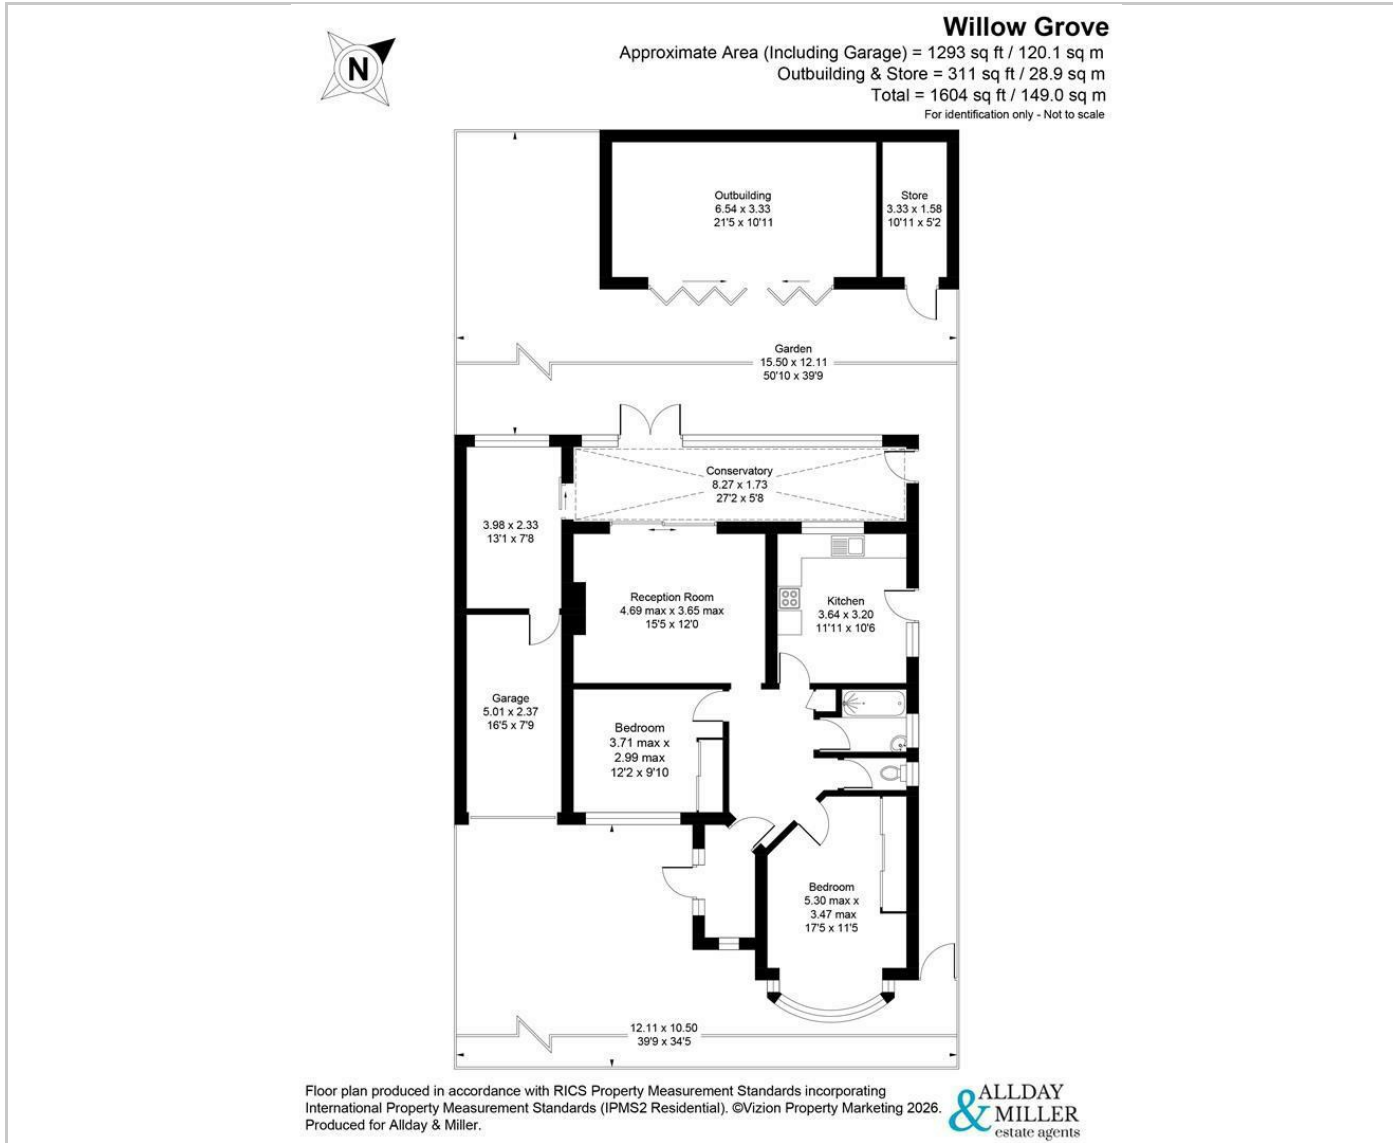 Willow Grove
Approximate Area (Including Garage) = 1293 sq ft / 120.1 sq m
Outbuilding & Store = 311 sq ft / 28.9 sq m
Total = 1604 sq ft / 149.0 sq m
For identification only - Not to scale
N
Outbuilding
6.54 x 3.33
21'5 x 10'11
Store
3.33 x 1.58
10'11 x 5'2
Garden
15.50 x 12.11
50'10 x 39'9
Conservatory
8.27 x 1.73
27'2 x 5'8
3.98 x 2.33
13'1 x 7'8
Reception Room
4.69 max x 3.65 max
15'5 x 12'0
Kitchen
3.64 x 3.20
11'11 x 10'6
Garage
5.01 x 2.37
16'5 x 7'9
Bedroom
3.71 max x
2.99 max
12'2 x 9'10
Bedroom
5.30 max x
3.47 max
17'5 x 11'5
12.11 x 10.50
39'9 x 34'5
Floor plan produced in accordance with RICS Property Measurement Standards incorporating
International Property Measurement Standards (IPMS2 Residential). ©Vizion Property Marketing 2026.
Produced for Allday & Miller.
ALLDAY
& MILLER
estate agents